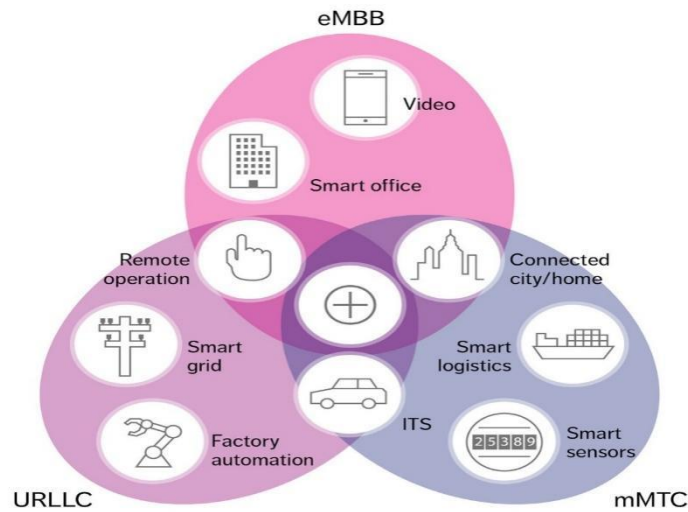 eMBB
Video
Smart office
Remote
operation
Connected
city/home
Smart
grid
Smart
logistics
ITS
Factory
automation
25389
Smart
sensors
URLLC
mMTC